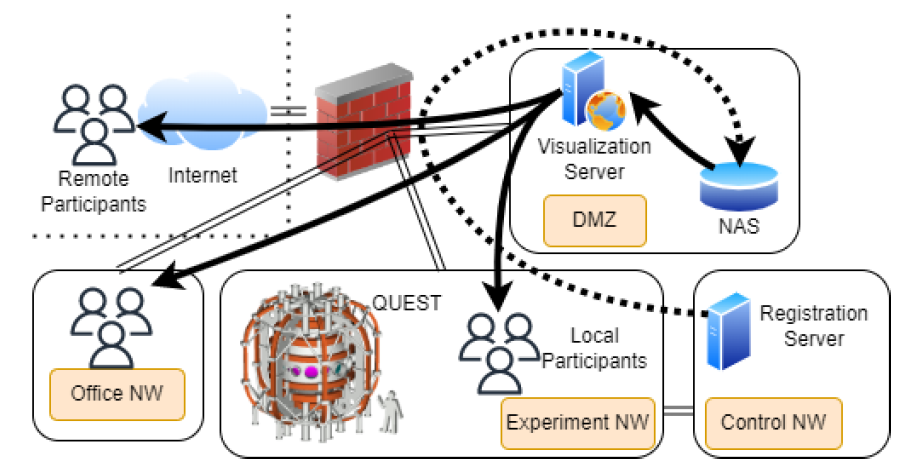 Remote
Participants
Internet
Visualization
Server
DMZ
NAS
Office NW
QUEST
Local
Participants
Experiment NW
Registration
Server
Control NW